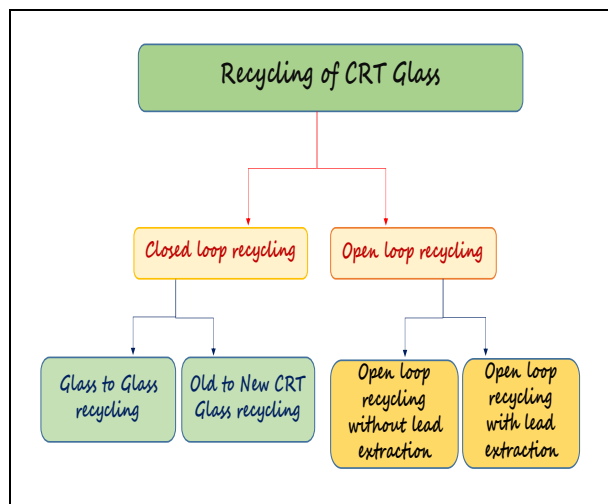 Recycling of CRT Glass
Closed loop recycling
Open loop recycling
Glass to Glass
recycling
Old to New CRT
Glass recycling
Open loop
recycling
without lead
extraction
Open loop
recycling
with lead
extraction